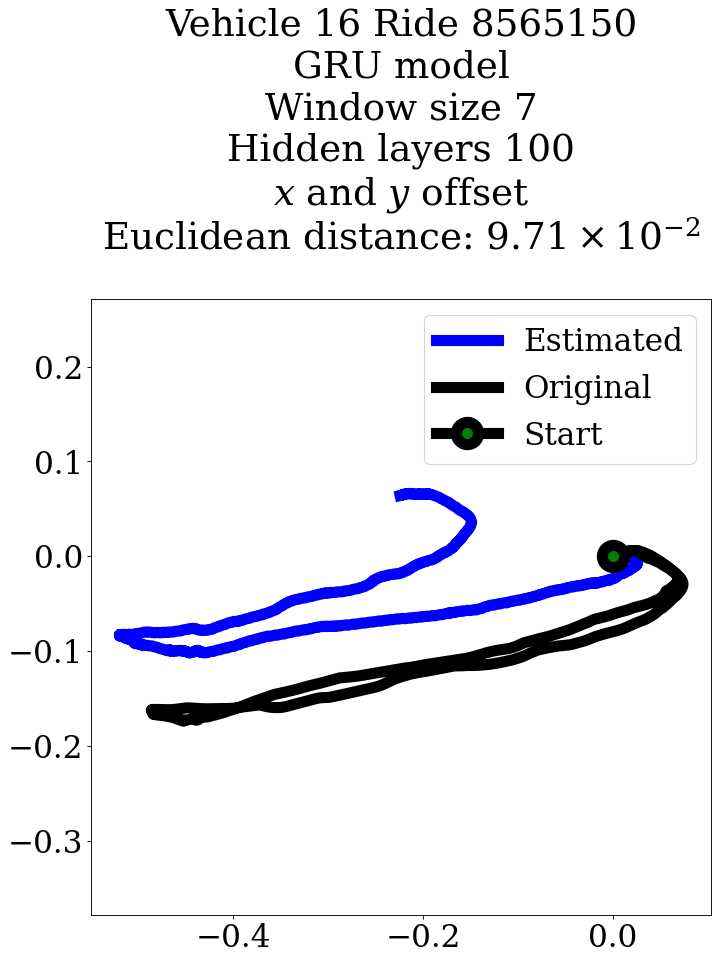 Vehicle 16 Ride 8565150
GRU model
Window size 7
Hidden layers 100
x and y offset
Euclidean distance: 9.71 × 10⁻²
Estimated
Original
Start
0.2
0.1
0.0
−0.1
−0.2
−0.3
−0.4
−0.2
0.0